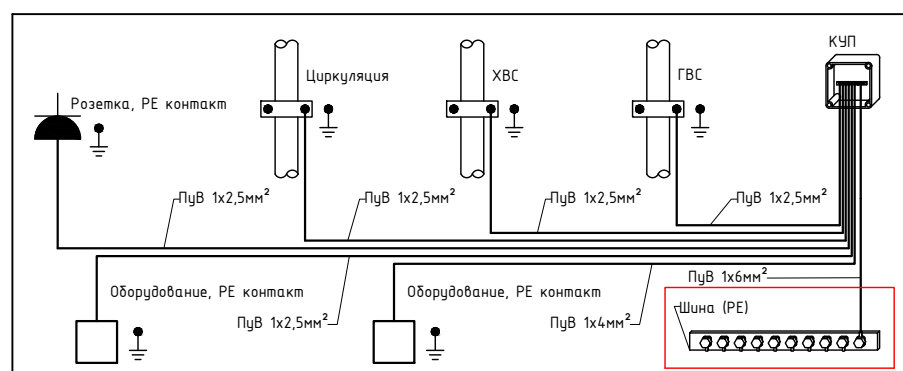 КУП
Циркуляция
ХВС
ГВС
Розетка, PE контакт
ПуВ 1х2,5мм²
ПуВ 1х2,5мм²
ПуВ 1х2,5мм²
ПуВ 1х2,5мм²
ПуВ 1х6мм²
Оборудование, PE контакт
Оборудование, PE контакт
Шина (PE)
ПуВ 1х2,5мм²
ПуВ 1х4мм²